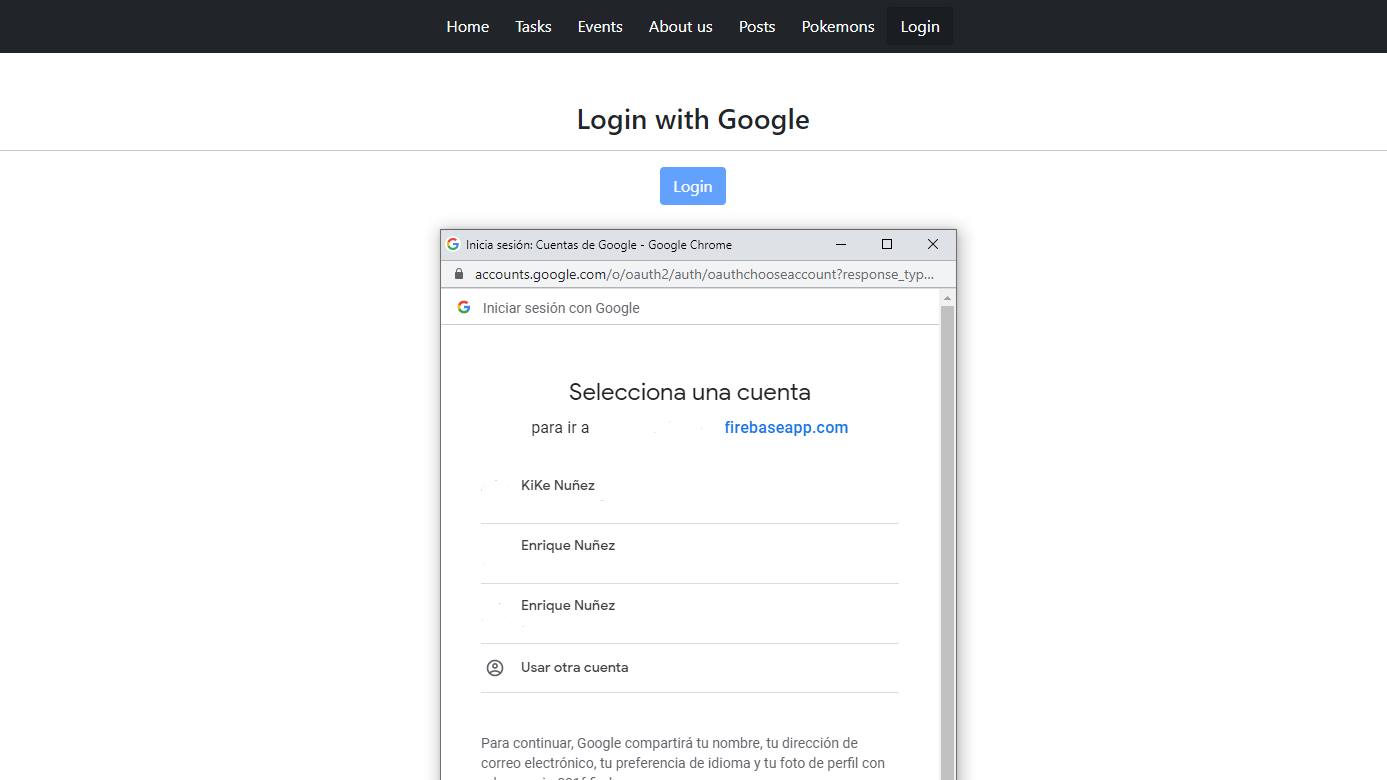 Home Tasks Events About us Posts Pokemons Login
Login with Google
Login
Inicia sesión: Cuentas de Google - Google Chrome
accounts.google.com/o/oauth2/auth/oauthchooseaccount?response_typ...
Iniciar sesión con Google
Selecciona una cuenta
para ir a firebaseapp.com
KiKe Nuñez
Enrique Nuñez
Enrique Nuñez
Usar otra cuenta
Para continuar, Google compartirá tu nombre, tu dirección de
correo electrónico, tu preferencia de idioma y tu foto de perfil con